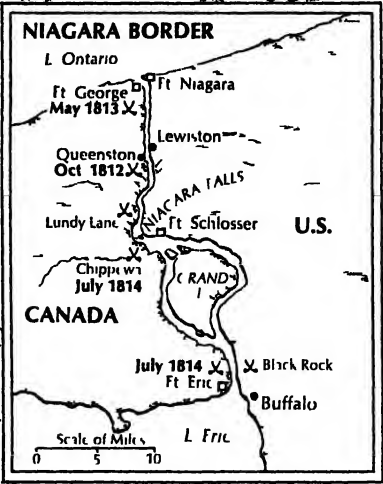 NIAGARA BORDER
L Ontario
Ft George
Ft Niagara
May 1813
Lewiston
Queenston
Oct 1812
NIAGARA FALLS
Lundy Lane
Ft Schlosser
U.S.
Chippewa
July 1814
GRAND
I
CANADA
July 1814
Black Rock
Ft Erie
Buffalo
Scale of Miles
L Erie
0 5 10